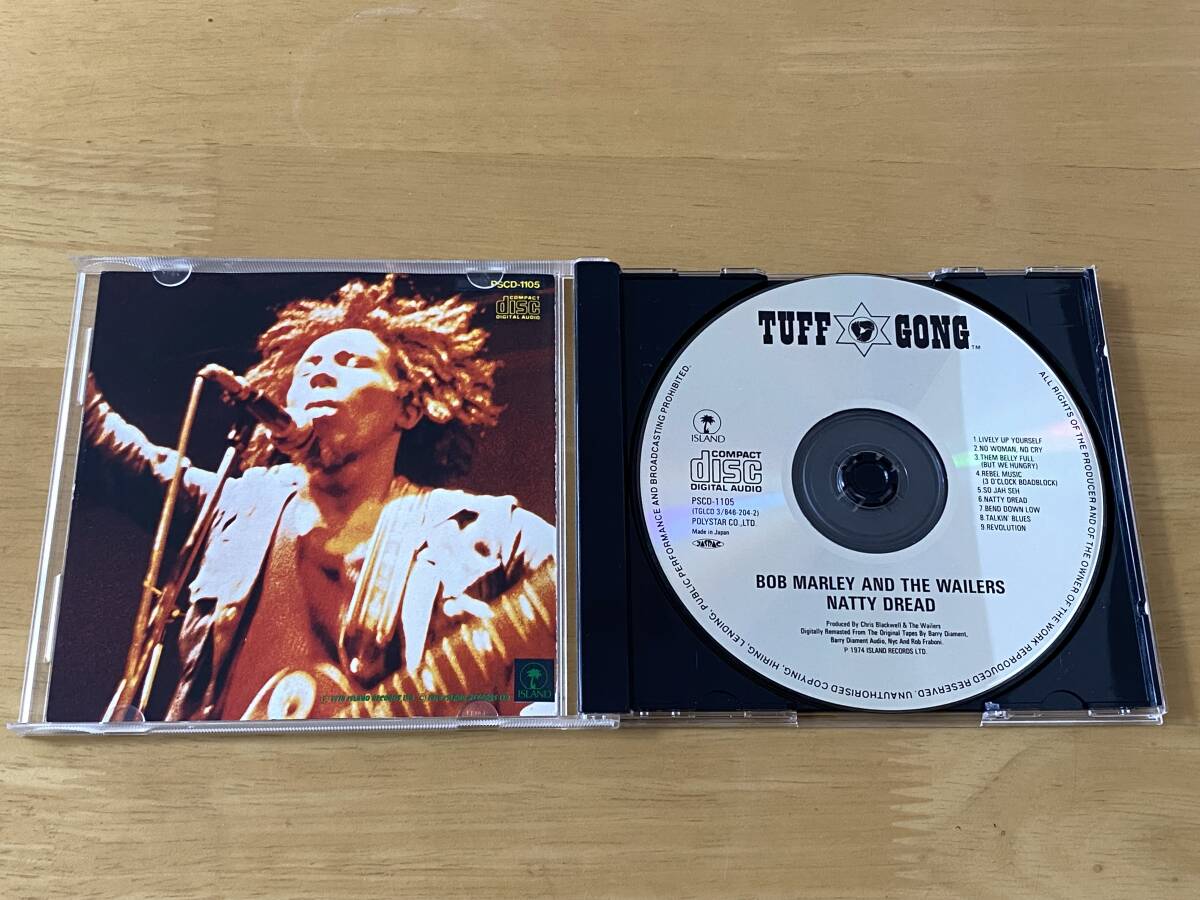 PSCD-1105
COMPACT
disc
DIGITAL AUDIO
ISLAND
TUFF GONG TM
ALL RIGHTS OF THE PRODUCER AND OF THE OWNER OF THE WORK REPRODUCED RESERVED. UNAUTHORISED COPYING, HIRING, LENDING, PUBLIC PERFORMANCE AND BROADCASTING PROHIBITED.
ISLAND
COMPACT
disc
DIGITAL AUDIO
PSCD-1105
(TGLCD 3/846-204-2)
POLYSTAR CO.,LTD.
Made in Japan
JASRAC
1.LIVELY UP YOURSELF
2.NO WOMAN, NO CRY
3.THEM BELLY FULL
(BUT WE HUNGRY)
4.REBEL MUSIC
(3 O'CLOCK BOADBLOCK)
5.SO JAH SEH
6.NATTY DREAD
7.BEND DOWN LOW
8.TALKIN' BLUES
9.REVOLUTION
BOB MARLEY AND THE WAILERS
NATTY DREAD
Produced By Chris Blackwell & The Wailers
Digitally Remasted From The Original Tapes By Barry Diament,
Barry Diament Audio, Nyc And Rob Fraboni.
P 1974 ISLAND RECORDS LTD.